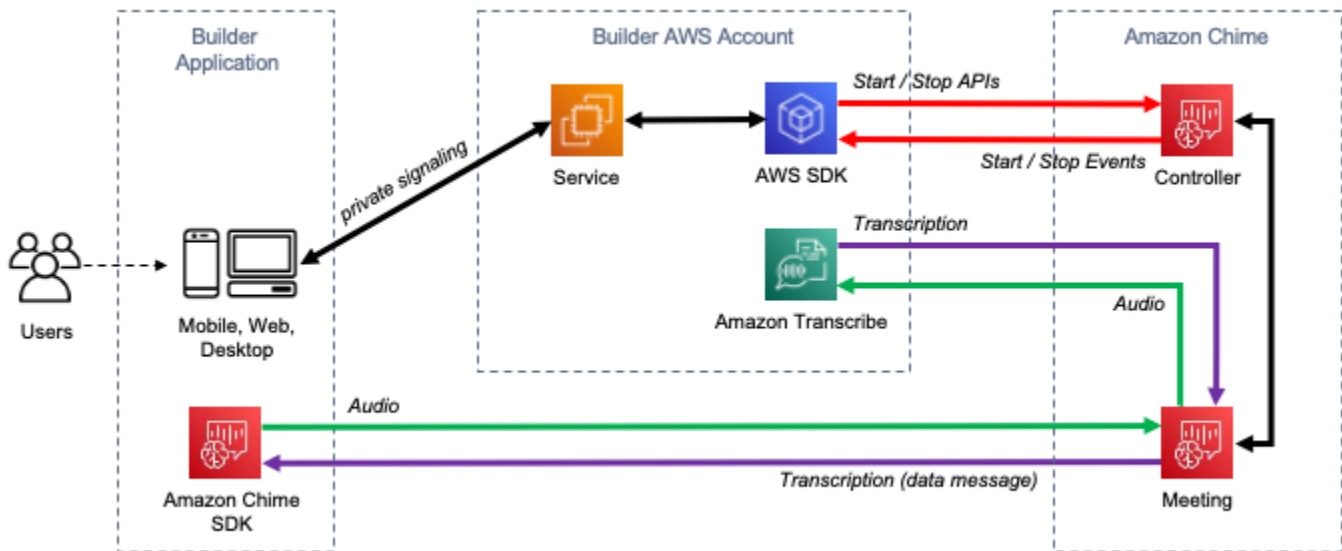 Builder
Application
Builder AWS Account
Amazon Chime
Start / Stop APIs
private signaling
Service
AWS SDK
Start / Stop Events
Controller
Transcription
Users
Mobile, Web,
Desktop
Amazon Transcribe
Audio
Audio
Amazon Chime
SDK
Transcription (data message)
Meeting